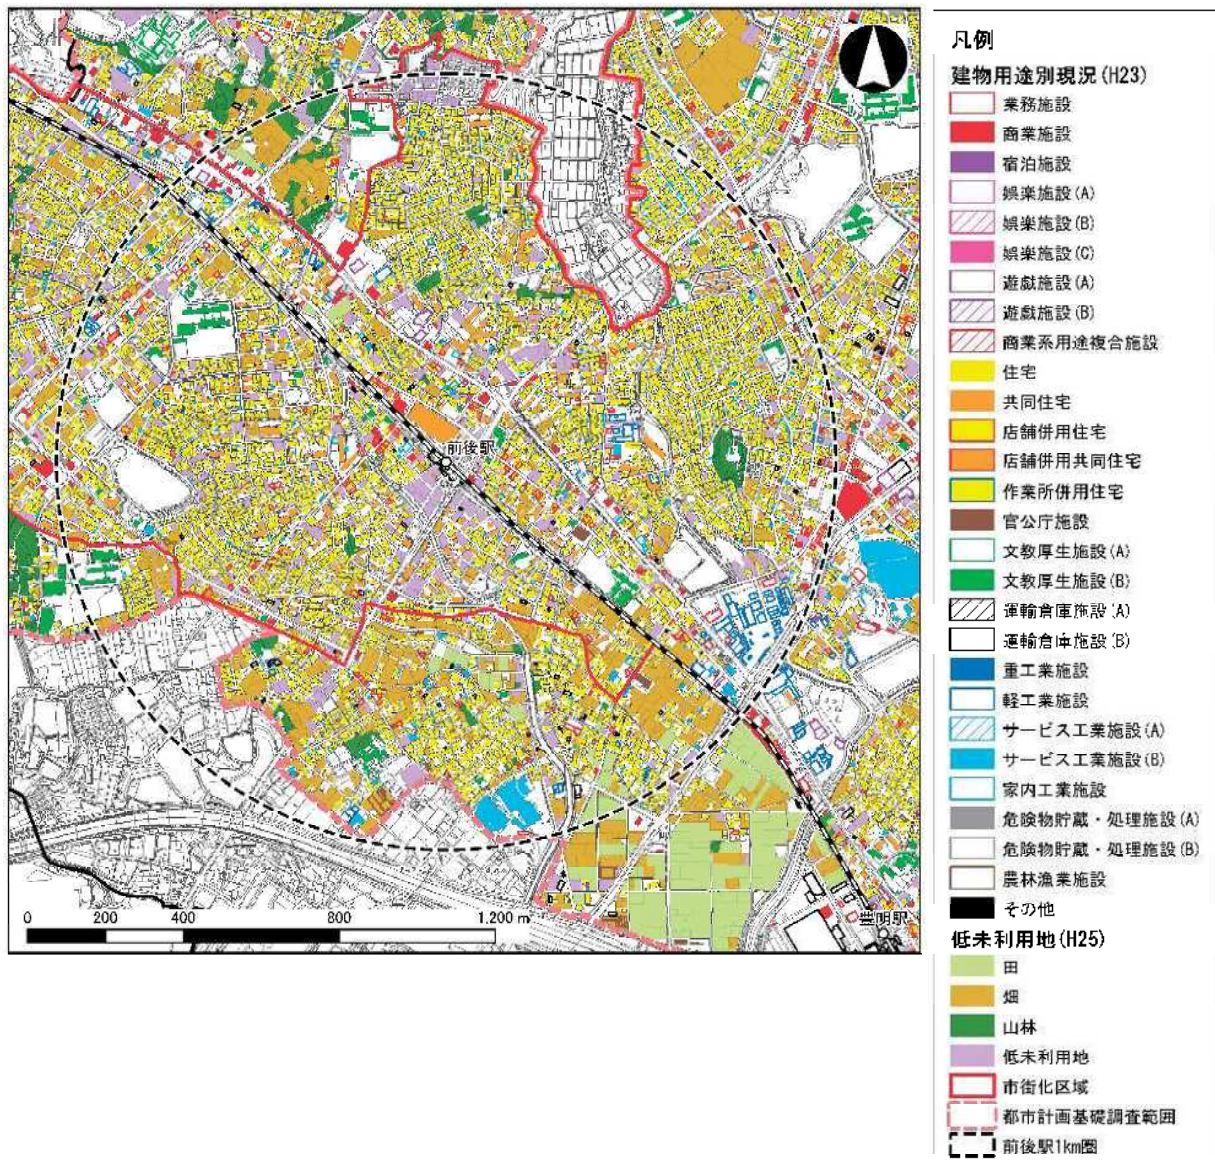 前後駅
豊明駅
0 200 400 800 1,200 m
凡例
建物用途別現況(H23)
業務施設
商業施設
宿泊施設
娯楽施設(A)
娯楽施設(B)
娯楽施設(C)
遊戯施設(A)
遊戯施設(B)
商業系用途複合施設
住宅
共同住宅
店舗併用住宅
店舗併用共同住宅
作業所併用住宅
官公庁施設
文教厚生施設(A)
文教厚生施設(B)
運輸倉庫施設(A)
運輸倉庫施設(B)
重工業施設
軽工業施設
サービス工業施設(A)
サービス工業施設(B)
家内工業施設
危険物貯蔵・処理施設(A)
危険物貯蔵・処理施設(B)
農林漁業施設
その他
低未利用地(H25)
田
畑
山林
低未利用地
市街化区域
都市計画基礎調査範囲
前後駅1km圏